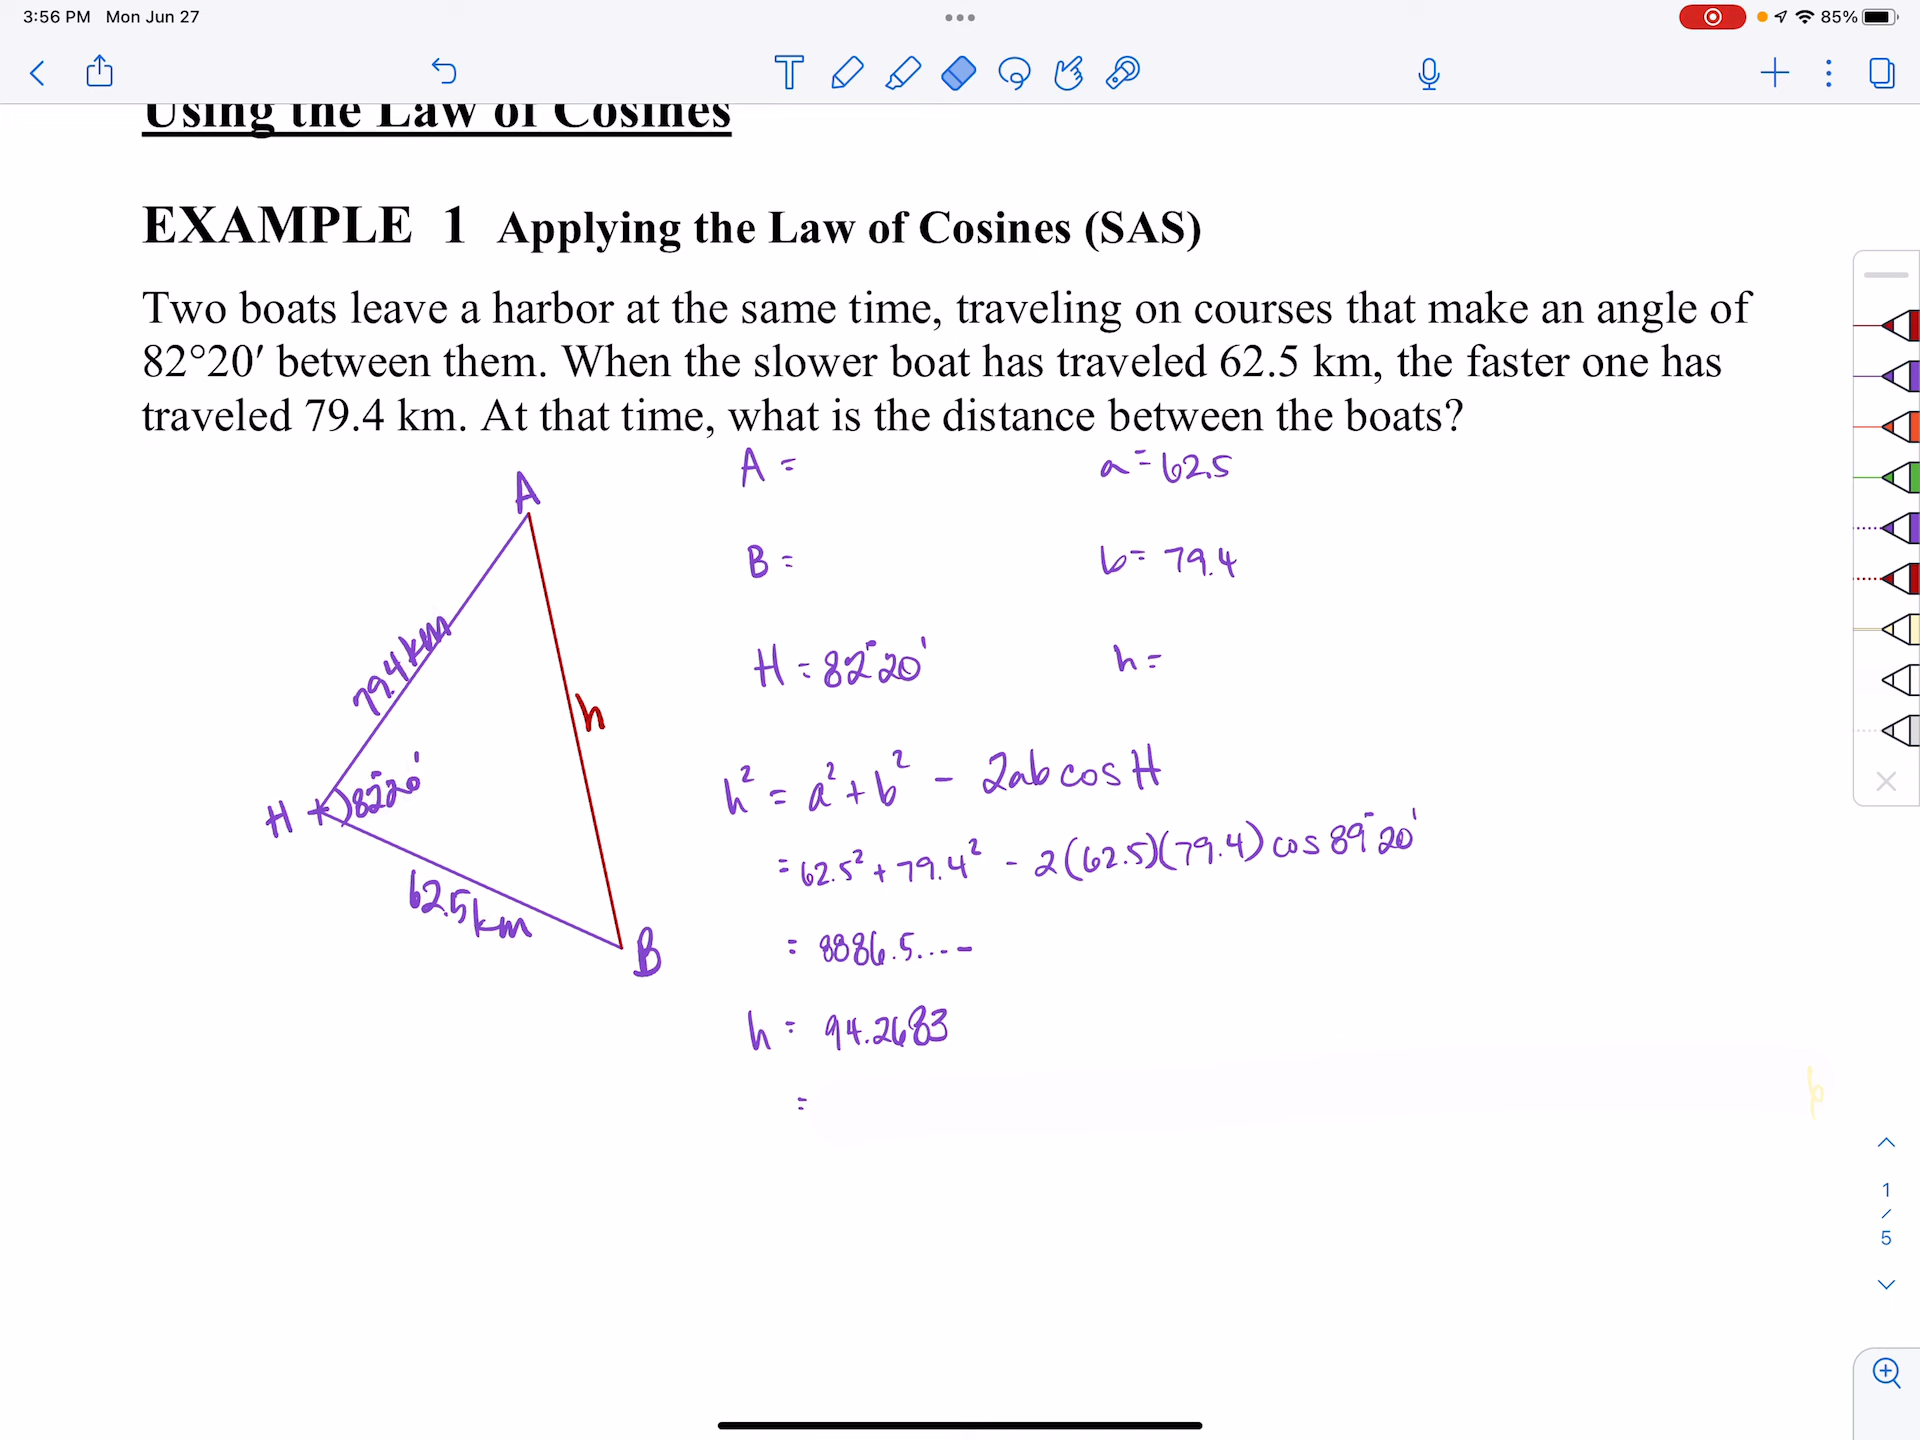 3:56 PM Mon Jun 27
85%
Using the Law of Cosines
EXAMPLE 1 Applying the Law of Cosines (SAS)
Two boats leave a harbor at the same time, traveling on courses that make an angle of
82°20′ between them. When the slower boat has traveled 62.5 km, the faster one has
traveled 79.4 km. At that time, what is the distance between the boats?
A =
a = 62.5
B =
b = 79.4
H = 82°20'
h =
A
79.4 km
h
H
82°20'
62.5 km
B
h² = a² + b² - 2ab cos H
= 62.5² + 79.4² - 2(62.5)(79.4) cos 89°20'
= 8886.5....
h = 94.2683
=
1
/
5